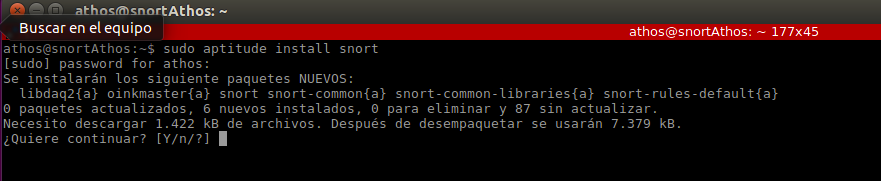 athos@snortAthos: ~
Buscar en el equipo
athos@snortAthos: ~ 177x45
athos@snortAthos:~$ sudo aptitude install snort
[sudo] password for athos:
Se instalarán los siguiente paquetes NUEVOS:
libdaq2{a} oinkmaster{a} snort snort-common{a} snort-common-libraries{a} snort-rules-default{a}
0 paquetes actualizados, 6 nuevos instalados, 0 para eliminar y 87 sin actualizar.
Necesito descargar 1.422 kB de archivos. Después de desempaquetar se usarán 7.379 kB.
¿Quiere continuar? [Y/n/?]